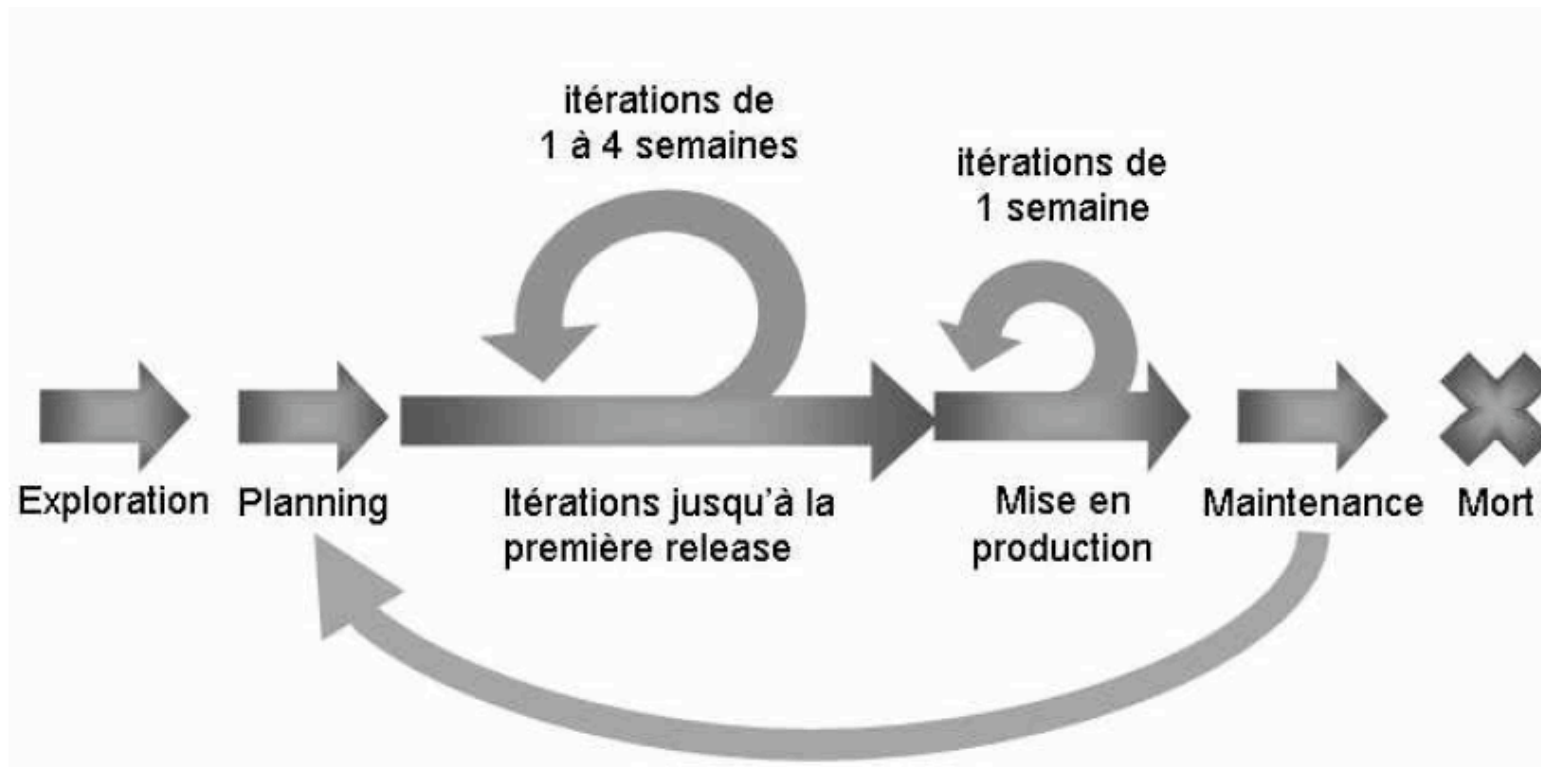 itérations de
1 à 4 semaines
itérations de
1 semaine
Exploration
Planning
Itérations jusqu'à la
première release
Mise en
production
Maintenance
Mort